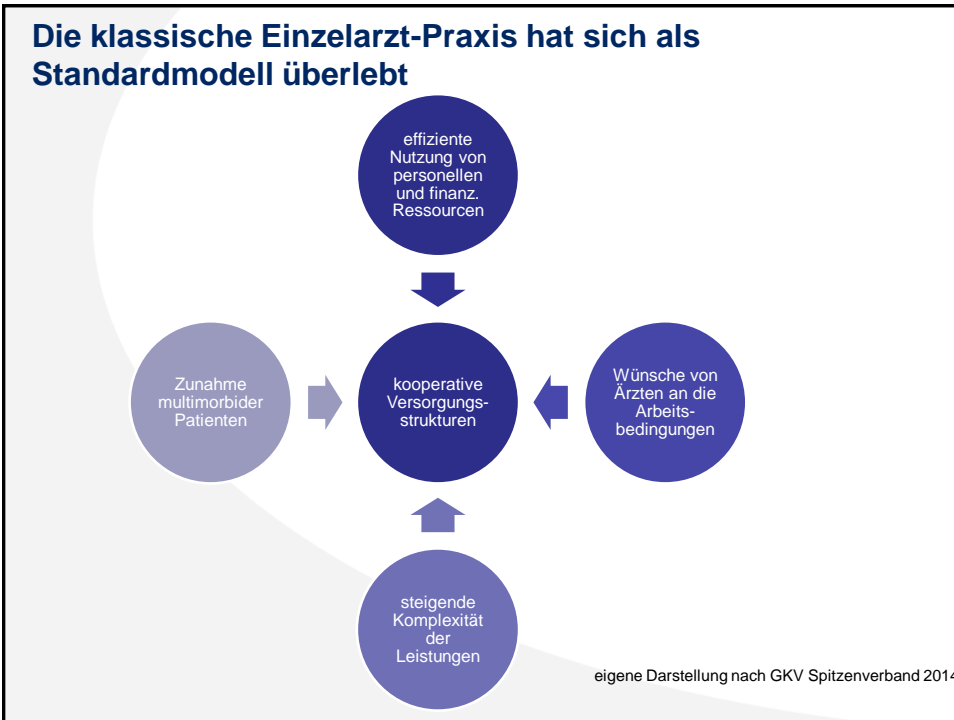 Die klassische Einzelarzt-Praxis hat sich als
Standardmodell überlebt
effiziente
Nutzung von
personellen
und finanz.
Ressourcen
Zunahme
multimorbider
Patienten
kooperative
Versorgungs-
strukturen
Wünsche von
Ärzten an die
Arbeits-
bedingungen
steigende
Komplexität
der
Leistungen
eigene Darstellung nach GKV Spitzenverband 2014